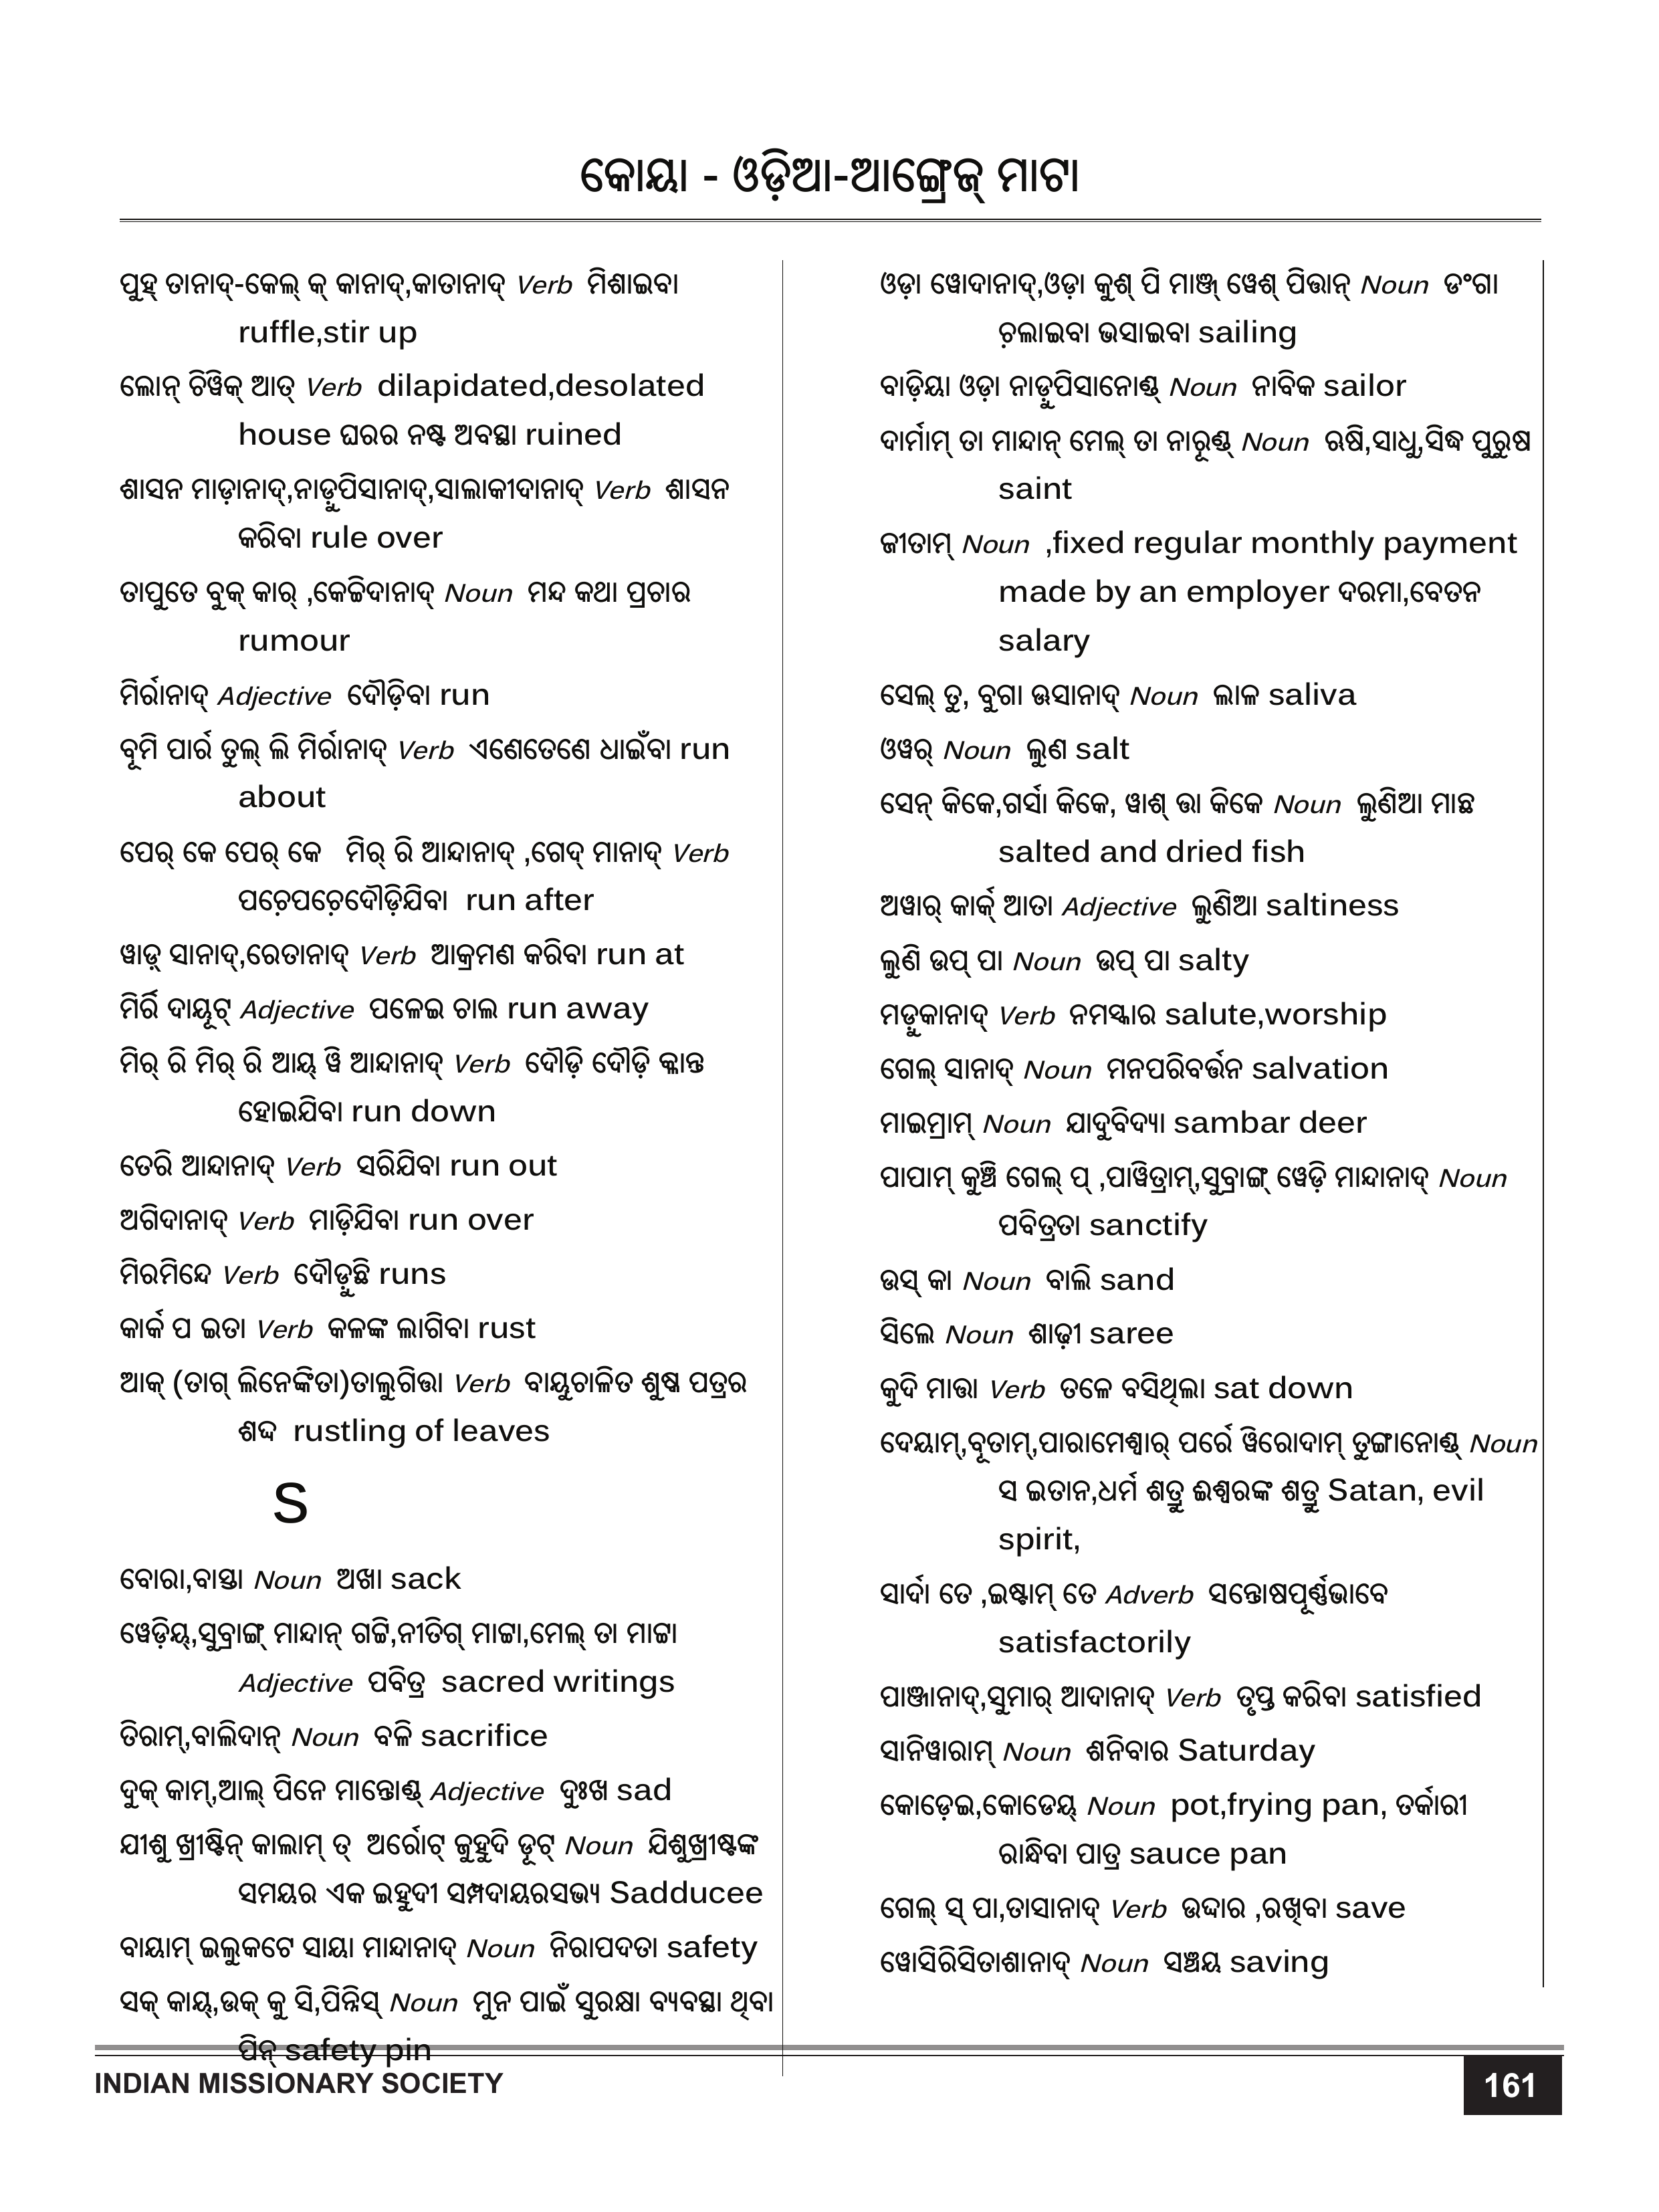 କୋୟା - ଓଡ଼ିଆ-ଆଙ୍ଗ୍ରେଜ୍ ମାଟା
ପୁହ୍ ତାନାଦ୍-କେଲ୍ କ୍ କାନାଦ୍,କାତାନାଦ୍ Verb ମିଶାଇବା
ruffle,stir up
ଲୋନ୍ ଚିୱିକ୍ ଆତ୍ Verb dilapidated,desolated
house ଘରର ନଷ୍ଟ ଅବସ୍ଥା ruined
ଶାସନ ମାଡ଼ାନାଦ୍,ନାଡୁ଼ପିସାନାଦ୍,ସାଲାକୀଦାନାଦ୍ Verb ଶାସନ
କରିବା rule over
ତାପୁତେ ବୁକ୍ କାର୍ ,କେଚ୍ଚିଦାନାଦ୍ Noun ମନ୍ଦ କଥା ପ୍ରଚାର
rumour
ମିର୍ରାନାଦ୍ Adjective ଦୌଡ଼ିବା run
ବୂମି ପାର୍ର ତୁଲ୍ ଲି ମିର୍ରାନାଦ୍ Verb ଏଣେତେଣେ ଧାଇଁବା run
about
ପେର୍ କେ ପେର୍ କେ ମିର୍ ରି ଆନ୍ଦାନାଦ୍ ,ଗେଦ୍ ମାନାଦ୍ Verb
ପଚ଼େପଚ଼େଦୌଡ଼ିଯିବା run after
ୱାଡ଼୍ ସାନାଦ୍,ରେତାନାଦ୍ Verb ଆକ୍ରମଣ କରିବା run at
ମିର୍ରି ଦାୟୂଟ୍ Adjective ପଳେଇ ଚାଲ run away
ମିର୍ ରି ମିର୍ ରି ଆୟ୍ ୱି ଆନ୍ଦାନାଦ୍ Verb ଦୌଡ଼ି ଦୌଡ଼ି କ୍ଳାନ୍ତ
ହୋଇଯିବା run down
ତେରି ଆନ୍ଦାନାଦ୍ Verb ସରିଯିବା run out
ଅଗିଦାନାଦ୍ Verb ମାଡ଼ିଯିବା run over
ମିରମିନ୍ଦେ Verb ଦୌଡୁ଼ଛି runs
କାର୍କ ପ ଇତା Verb କଳଙ୍କ ଲାଗିବା rust
ଆକ୍ (ତାଗ୍ ଲିନେଙ୍କିତା)ତାଲୁଗିତ୍ତା Verb ବାୟୁଚାଳିତ ଶୁଷ୍କ ପତ୍ରର
ଶବ୍ଦ rustling of leaves
S
ବୋରା,ବାସ୍ତା Noun ଅଖା sack
ୱେଡ଼ିୟ୍,ସୁବ୍ରାଙ୍ଗ୍ ମାନ୍ଦାନ୍ ଗଟ୍ଟି,ନୀତିଗ୍ ମାଟ୍ଟା,ମେଲ୍ ତା ମାଟ୍ଟା
Adjective ପବିତ୍ର sacred writings
ତିରାମ୍,ବାଲିଦାନ୍ Noun ବଳି sacrifice
ଦୁକ୍ କାମ୍,ଆଲ୍ ପିନେ ମାନ୍ତୋଣ୍ଡ୍ Adjective ଦୁଃଖ sad
ଯୀଶୁ ଖ୍ରୀଷ୍ଟିନ୍ କାଲାମ୍ ତ୍ ଅର୍ରୋଟ୍ ଜୁହୁଦି ଡୂଟ୍ Noun ଯିଶୁଖ୍ରୀଷ୍ଟଙ୍କ
ସମୟର ଏକ ଇହୁଦୀ ସମ୍ପ୍ରଦାୟରସଭ୍ୟ Sadducee
ବାୟାମ୍ ଇଲୁକଟେ ସାୟା ମାନ୍ଦାନାଦ୍ Noun ନିରାପଦତା safety
ସକ୍ କାୟ୍,ଉକ୍ କୁ ସି,ପିନ୍ନିସ୍ Noun ମୁନ ପାଇଁ ସୁରକ୍ଷା ବ୍ୟବସ୍ଥା ଥିବା
ପିନ୍ safety pin
ଓଡ଼ା ୱୋଦାନାଦ୍,ଓଡ଼ା କୁଶ୍ ପି ମାଞ୍ଜ୍ ୱେଶ୍ ପିତ୍ତାନ୍ Noun ଡଂଗା
ଚ଼ଲାଇବା ଭସାଇବା sailing
ବାଡ଼ିୟା ଓଡ଼ା ନାଡୁ଼ପିସାନୋଣ୍ଡ୍ Noun ନାବିକ sailor
ଦାର୍ମାମ୍ ତା ମାନ୍ଦାନ୍ ମେଲ୍ ତା ନାରୂଣ୍ଡ୍ Noun ଋଷି,ସାଧୁ,ସିଦ୍ଧ ପୁରୁଷ
saint
ଜୀତାମ୍ Noun ,fixed regular monthly payment
made by an employer ଦରମା,ବେତନ
salary
ସେଲ୍ ତୁ, ବୁଗା ଊସାନାଦ୍ Noun ଲାଳ saliva
ଓୱର୍ Noun ଲୁଣ salt
ସେନ୍ କିକେ,ଗର୍ସା କିକେ, ୱାଶ୍ ତ୍ତା କିକେ Noun ଲୁଣିଆ ମାଛ
salted and dried fish
ଅୱାର୍ କାର୍କ୍ ଆତା Adjective ଲୁଣିଆ saltiness
ଲୁଣି ଉପ୍ ପା Noun ଉପ୍ ପା salty
ମଡୁ଼କାନାଦ୍ Verb ନମସ୍କାର salute,worship
ଗେଲ୍ ସାନାଦ୍ Noun ମନପରିବର୍ତ୍ତନ salvation
ମାଇମ୍ରାମ୍ Noun ଯାଦୁବିଦ୍ୟା sambar deer
ପାପାମ୍ କୁଞ୍ଚି ଗେଲ୍ ପ୍ ,ପାୱିତ୍ରାମ୍,ସୁବ୍ରାଙ୍ଗ୍ ୱେଡ଼ି ମାନ୍ଦାନାଦ୍ Noun
ପବିତ୍ରତା sanctify
ଉସ୍ କା Noun ବାଲି sand
ସିଲେ Noun ଶାଢ଼ୀ saree
କୁଦି ମାତ୍ତା Verb ତଳେ ବସିଥିଲା sat down
ଦେୟାମ୍,ବୂତାମ୍,ପାରାମେଶ୍ୱାର୍ ପର୍ରେ ୱିରୋଦାମ୍ ତୁଙ୍ଗାନୋଣ୍ଡ୍ Noun
ସ ଇତାନ,ଧର୍ମ ଶତ୍ରୁ ଈଶ୍ୱରଙ୍କ ଶତ୍ରୁ Satan, evil
spirit,
ସାର୍ଦା ତେ ,ଇଷ୍ଟାମ୍ ତେ Adverb ସନ୍ତୋଷପୂର୍ଣ୍ଣଭାବେ
satisfactorily
ପାଞ୍ଜାନାଦ୍,ସୁମାର୍ ଆଦାନାଦ୍ Verb ତୃପ୍ତ କରିବା satisfied
ସାନିୱାରାମ୍ Noun ଶନିବାର Saturday
କୋଡ଼େଇ,କୋଡେୟ୍ Noun pot,frying pan, ତର୍କାରୀ
ରାନ୍ଧିବା ପାତ୍ର sauce pan
ଗେଲ୍ ସ୍ ପା,ତାସାନାଦ୍ Verb ଉଦ୍ଦାର ,ରଖିବା save
ୱୋସିରିସିତାଶାନାଦ୍ Noun ସଞ୍ଚୟ saving
INDIAN MISSIONARY SOCIETY
161